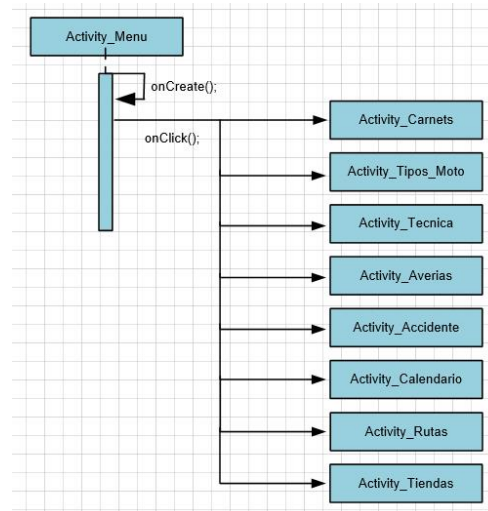 Activity_Menu
onCreate();
onClick();
Activity_Carnets
Activity_Tipos_Moto
Activity_Tecnica
Activity_Averias
Activity_Accidente
Activity_Calendario
Activity_Rutas
Activity_Tiendas